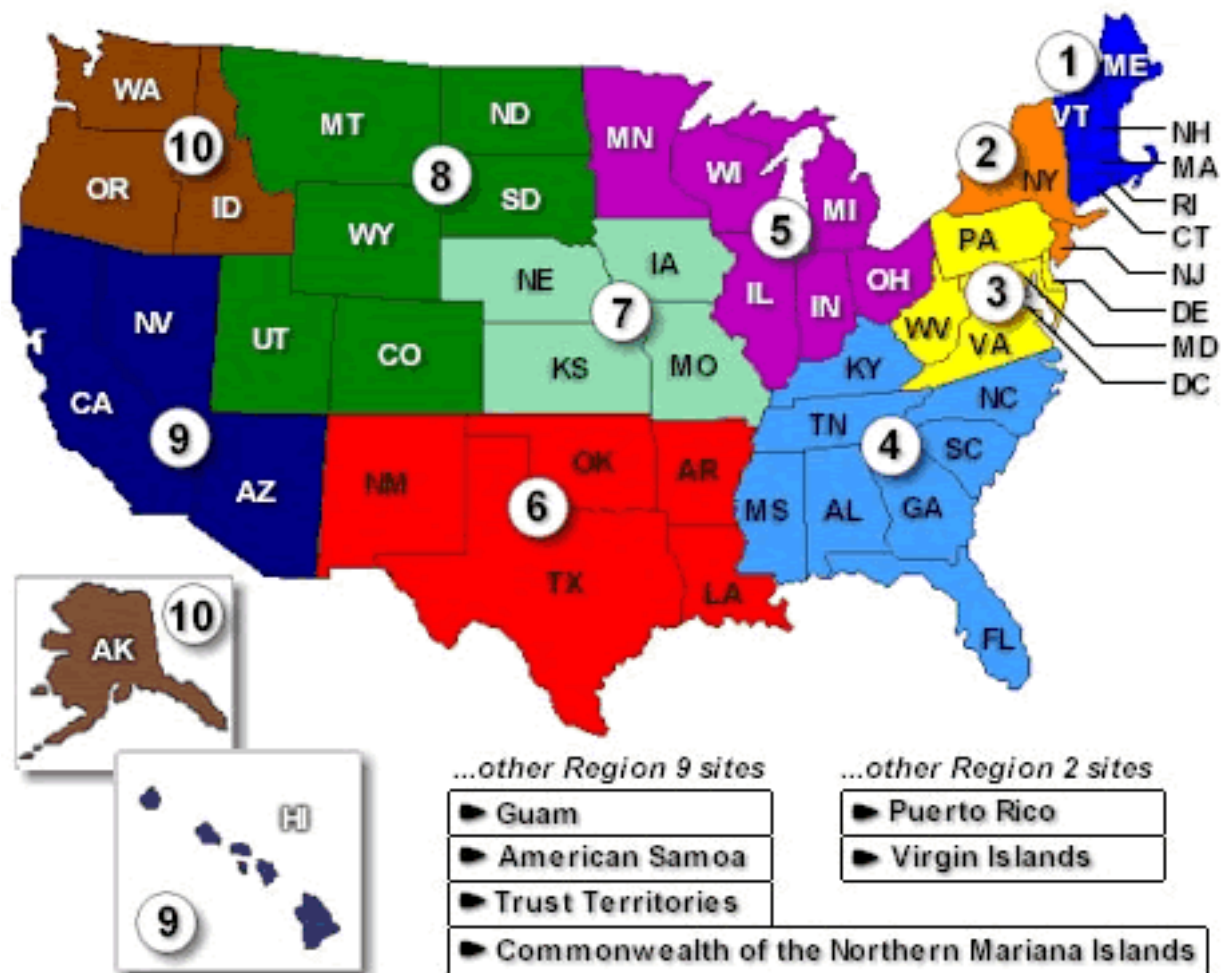 1
ME
WA
MT
ND
MN
VT
NH
10
2
MA
OR
ID
8
SD
WI
MI
NY
RI
WY
5
PA
CT
NE
IA
NJ
NV
7
IL
IN
OH
3
DE
UT
CO
WV
VA
MD
KS
MO
KY
DC
CA
NC
9
TN
4
SC
AZ
NM
OK
AR
6
MS
AL
GA
TX
LA
10
FL
AK
HI
9
...other Region 9 sites
Guam
American Samoa
Trust Territories
Commonwealth of the Northern Mariana Islands
...other Region 2 sites
Puerto Rico
Virgin Islands